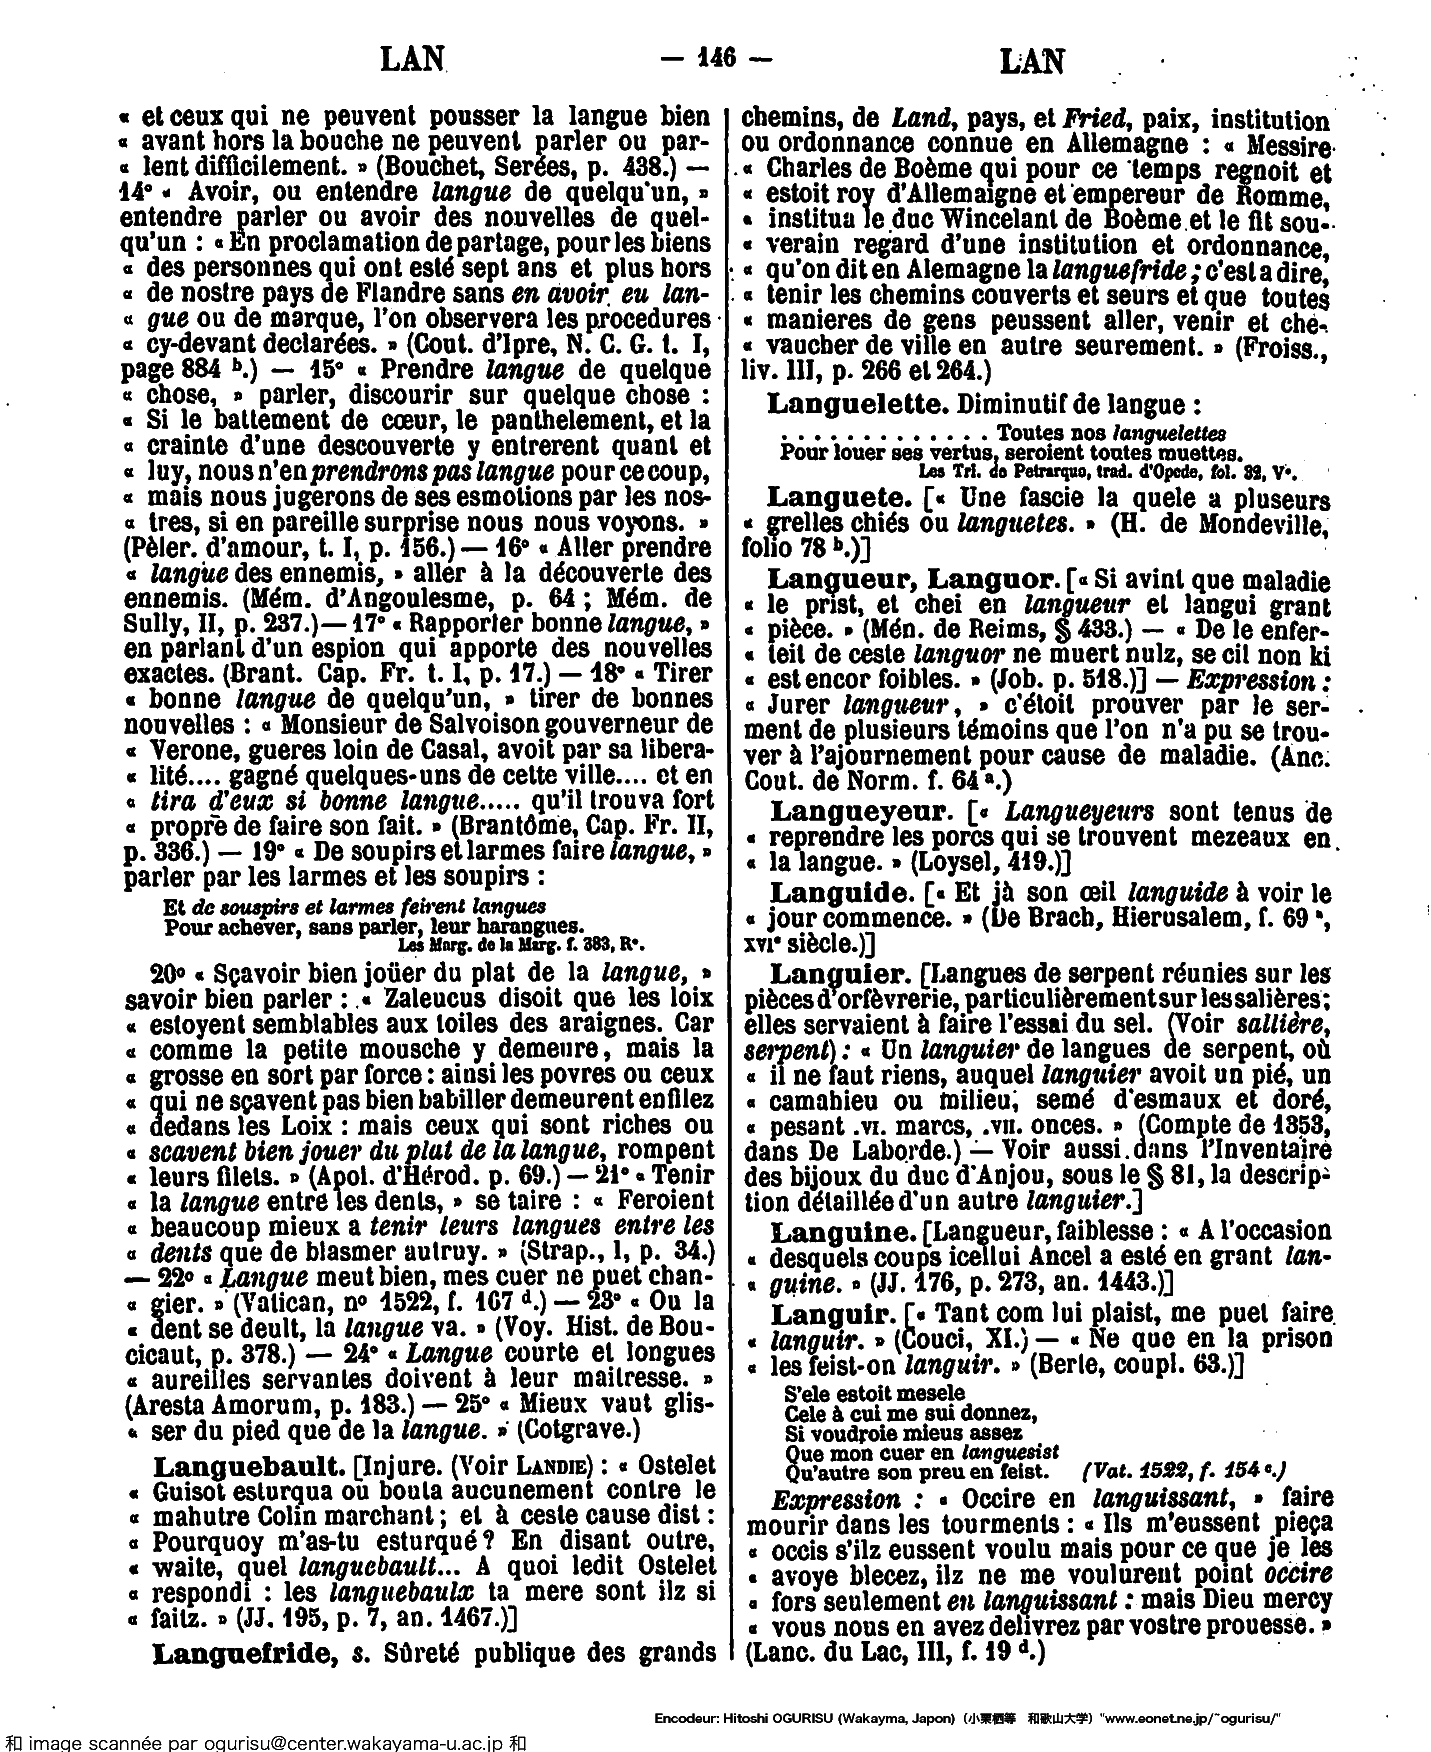 LAN — 146 — LAN
« et ceux qui ne peuvent pousser la langue bien
« avant hors la bouche ne peuvent parler ou par-
« lent difficilement. » (Bouchet, Serées, p. 438.) —
14° « Avoir, ou entendre langue de quelqu'un, »
entendre parler ou avoir des nouvelles de quel-
qu'un : « En proclamation de partage, pour les biens
« des personnes qui ont esté sept ans et plus hors
« de nostre pays de Flandre sans en avoir eu lan-
« gue ou de marque, l'on observera les procedures
« cy-devant declarées. » (Cout. d'Ipre, N. C. G. t. I,
page 884 b.) — 15° « Prendre langue de quelque
« chose, » parler, discourir sur quelque chose :
« Si le battement de cœur, le panthelement, et la
« crainte d'une descouverte y entrerent quant et
« luy, nous n'en prendrons pas langue pour ce coup,
« mais nous jugerons de ses esmotions par les nos-
« tres, si en pareille surprise nous nous voyons. »
(Pèler. d'amour, t. I, p. 156.) — 16° « Aller prendre
« langue des ennemis, » aller à la découverte des
ennemis. (Mém. d'Angoulesme, p. 64 ; Mém. de
Sully, II, p. 237.) — 17° « Rapporter bonne langue, »
en parlant d'un espion qui apporte des nouvelles
exactes. (Brant. Cap. Fr. t. I, p. 17.) — 18° « Tirer
« bonne langue de quelqu'un, » tirer de bonnes
nouvelles : « Monsieur de Salvoison gouverneur de
« Verone, gueres loin de Casal, avoit par sa libera-
« lité.... gagné quelques-uns de cette ville.... et en
« tira d'eux si bonne langue..... qu'il trouva fort
« propre de faire son fait. » (Brantôme, Cap. Fr. II,
p. 336.) — 19° « De soupirs et larmes faire langue, »
parler par les larmes et les soupirs :
Et de souspirs et larmes feirent langues
Pour achever, sans parler, leur harangues.
Les Marg. de la Marg. f. 383, R°.
20° « Sçavoir bien joüer du plat de la langue, »
savoir bien parler : « Zaleucus disoit que les loix
« estoyent semblables aux toiles des araignes. Car
« comme la petite mousche y demeure, mais la
« grosse en sort par force : ainsi les povres ou ceux
« qui ne sçavent pas bien babiller demeurent enfilez
« dedans les Loix : mais ceux qui sont riches ou
« scavent bien jouer du plat de la langue, rompent
« leurs filets. » (Apol. d'Hérod. p. 69.) — 21° « Tenir
« la langue entre les dents, » se taire : « Feroient
« beaucoup mieux a tenir leurs langues entre les
« dents que de blasmer autruy. » (Strap., I, p. 34.)
— 22° « Langue meut bien, mes cuer ne puet chan-
« gier. » (Vatican, n° 1522, f. 167 d.) — 23° « Ou la
« dent se deult, la langue va. » (Voy. Hist. de Bou-
cicaut, p. 378.) — 24° « Langue courte et longues
« aureilles servantes doivent à leur maitresse. »
(Aresta Amorum, p. 183.) — 25° « Mieux vaut glis-
« ser du pied que de la langue. » (Cotgrave.)
Languebault. [Injure. (Voir LANDIE) : « Ostelet
« Guisot esturqua ou bouta aucunement contre le
« mahutre Colin marchant ; et à ceste cause dist :
« Pourquoy m'as-tu esturqué ? En disant outre,
« waite, quel languebault... A quoi ledit Ostelet
« respondi : les languebaulx ta mere sont ilz si
« faitz. » (JJ. 195, p. 7, an. 1467.)]
Languefride, s. Sûreté publique des grands
chemins, de Land, pays, et Fried, paix, institution
ou ordonnance connue en Allemagne : « Messire
« Charles de Boème qui pour ce temps regnoit et
« estoit roy d'Allemaigne et empereur de Romme,
« institua le duc Wincelant de Boème et le fit sou-
« verain regard d'une institution et ordonnance,
« qu'on dit en Alemagne la languefride ; c'est a dire,
« tenir les chemins couverts et seurs et que toutes
« manieres de gens peussent aller, venir et che-
« vaucher de ville en autre seurement. » (Froiss.,
liv. III, p. 266 et 264.)
Languelette. Diminutif de langue :
. . . . . . . . . . . . . Toutes nos languelettes
Pour louer ses vertus, seroient toutes muettes.
Les Tri. de Petrarque, trad. d'Opede, fol. 32, V°.
Languete. [« Une fascie la quele a pluseurs
« grelles chiés ou languetes. » (H. de Mondeville,
folio 78 b.)]
Langueur, Languor. [« Si avint que maladie
« le prist, et chei en langueur et langui grant
« pièce. » (Mén. de Reims, § 433.) — « De le enfer-
« teit de ceste languor ne muert nulz, se cil non ki
« est encor foibles. » (Job. p. 518.)] — Expression :
« Jurer langueur, » c'étoit prouver par le ser-
ment de plusieurs témoins que l'on n'a pu se trou-
ver à l'ajournement pour cause de maladie. (Anc.
Cout. de Norm. f. 64 a.)
Langueyeur. [« Langueyeurs sont tenus de
« reprendre les porcs qui se trouvent mezeaux en
« la langue. » (Loysel, 419.)]
Languide. [« Et jà son œil languide à voir le
« jour commence. » (De Brach, Hierusalem, f. 69 a,
XVIe siècle.)]
Languier. [Langues de serpent réunies sur les
pièces d'orfèvrerie, particulièrement sur les salières ;
elles servaient à faire l'essai du sel. (Voir sallière,
serpent) : « Un languier de langues de serpent, où
« il ne faut riens, auquel languier avoit un pié, un
« camahieu ou milieu, semé d'esmaux et doré,
« pesant .VI. marcs, .VII. onces. » (Compte de 1353,
dans De Laborde.) — Voir aussi dans l'Inventaire
des bijoux du duc d'Anjou, sous le § 81, la descrip-
tion détaillée d'un autre languier.]
Languine. [Langueur, faiblesse : « A l'occasion
« desquels coups icellui Ancel a esté en grant lan-
« guine. » (JJ. 176, p. 273, an. 1443.)]
Languir. [« Tant com lui plaist, me puet faire
« languir. » (Couci, XI.) — « Ne que en la prison
« les feist-on languir. » (Berte, coupl. 63.)]
S'ele estoit mesele
Cele à cui me sui donnez,
Si voudroie mieus assez
Que mon cuer en languesist
Qu'autre son preu en feist. (Vat. 1522, f. 154 c.)
Expression : « Occire en languissant, » faire
mourir dans les tourments : « Ils m'eussent pieça
« occis s'ilz eussent voulu mais pour ce que je les
« avoye blecez, ilz ne me voulurent point occire
« fors seulement en languissant : mais Dieu mercy
« vous nous en avez delivrez par vostre prouesse. »
(Lanc. du Lac, III, f. 19 d.)
Encodeur: Hitoshi OGURISU (Wakayma, Japon) (小栗栖等 和歌山大学) "www.eonet.ne.jp/~ogurisu/"
和 image scannée par ogurisu@center.wakayama-u.ac.jp 和